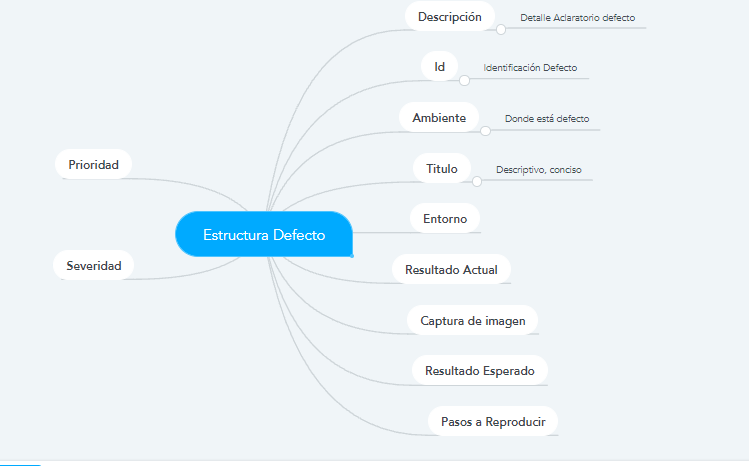 Descripción
Detalle Aclaratorio defecto
Id
Identificación Defecto
Ambiente
Donde está defecto
Prioridad
Titulo
Descriptivo, conciso
Entorno
Estructura Defecto
Severidad
Resultado Actual
Captura de imagen
Resultado Esperado
Pasos a Reproducir